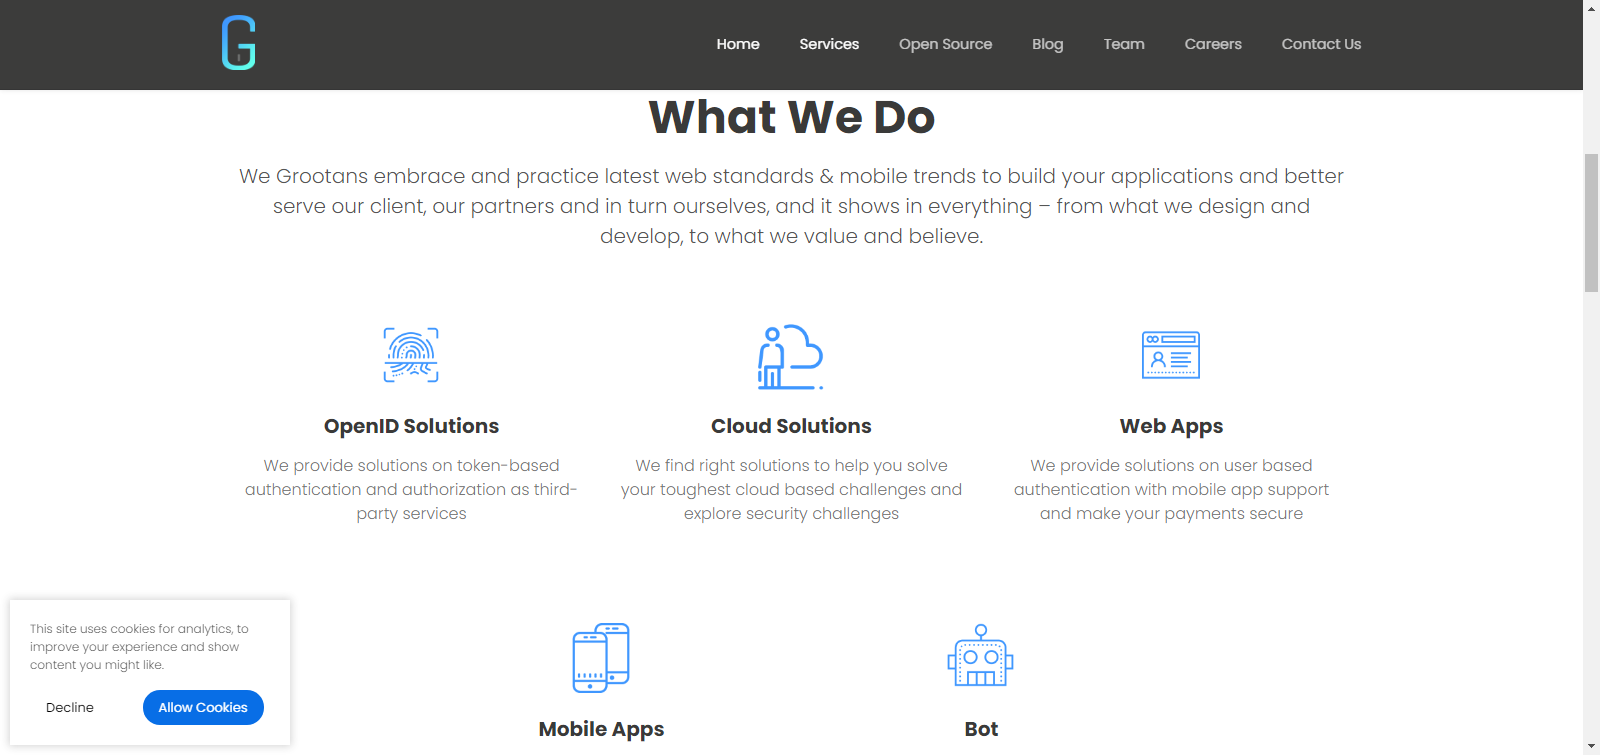 G
Home Services Open Source Blog Team Careers Contact Us
What We Do
We Grootans embrace and practice latest web standards & mobile trends to build your applications and better
serve our client, our partners and in turn ourselves, and it shows in everything – from what we design and
develop, to what we value and believe.
OpenID Solutions
We provide solutions on token-based
authentication and authorization as third-
party services
Cloud Solutions
We find right solutions to help you solve
your toughest cloud based challenges and
explore security challenges
Web Apps
We provide solutions on user based
authentication with mobile app support
and make your payments secure
Mobile Apps
Bot
This site uses cookies for analytics, to
improve your experience and show
content you might like.
Decline
Allow Cookies